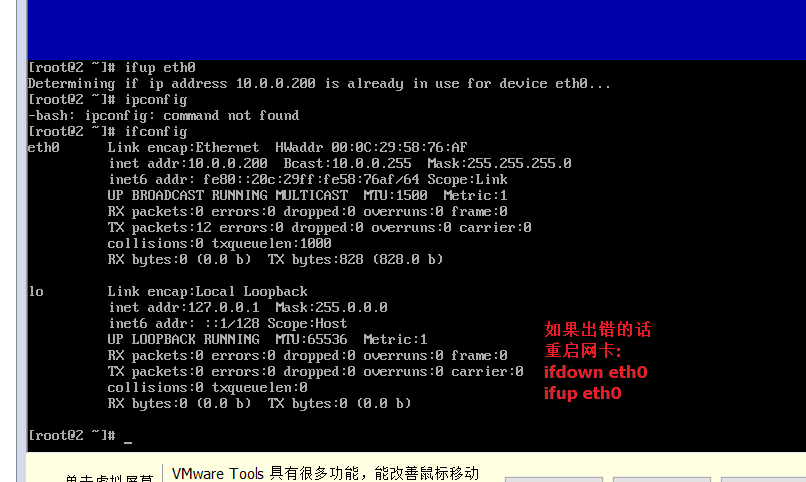 [root@2 ~]# ifup eth0
Determining if ip address 10.0.0.200 is already in use for device eth0...
[root@2 ~]# ipconfig
-bash: ipconfig: command not found
[root@2 ~]# ifconfig
eth0      Link encap:Ethernet  HWaddr 00:0C:29:58:76:AF
          inet addr:10.0.0.200  Bcast:10.0.0.255  Mask:255.255.255.0
          inet6 addr: fe80::20c:29ff:fe58:76af/64 Scope:Link
          UP BROADCAST RUNNING MULTICAST  MTU:1500  Metric:1
          RX packets:0 errors:0 dropped:0 overruns:0 frame:0
          TX packets:12 errors:0 dropped:0 overruns:0 carrier:0
          collisions:0 txqueuelen:1000
          RX bytes:0 (0.0 b)  TX bytes:828 (828.0 b)
lo        Link encap:Local Loopback
          inet addr:127.0.0.1  Mask:255.0.0.0
          inet6 addr: ::1/128 Scope:Host
          UP LOOPBACK RUNNING  MTU:65536  Metric:1
          RX packets:0 errors:0 dropped:0 overruns:0 frame:0
          TX packets:0 errors:0 dropped:0 overruns:0 carrier:0
          collisions:0 txqueuelen:0
          RX bytes:0 (0.0 b)  TX bytes:0 (0.0 b)
如果出错的话
重启网卡:
ifdown eth0
ifup eth0
[root@2 ~]# _
单击虚拟屏幕
VMware Tools 具有很多功能，能改善鼠标移动